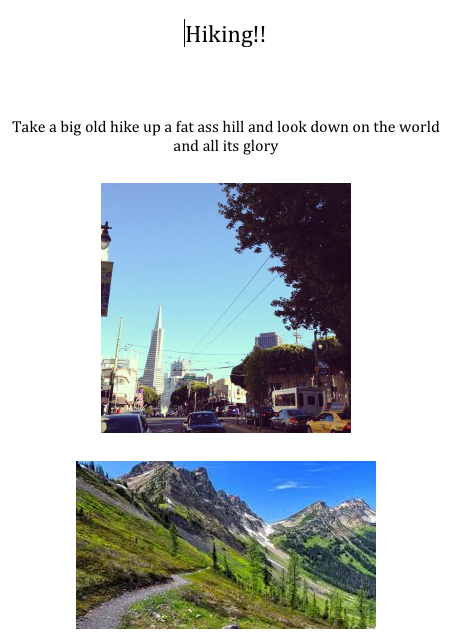 Hiking!!
Take a big old hike up a fat ass hill and look down on the world
and all its glory